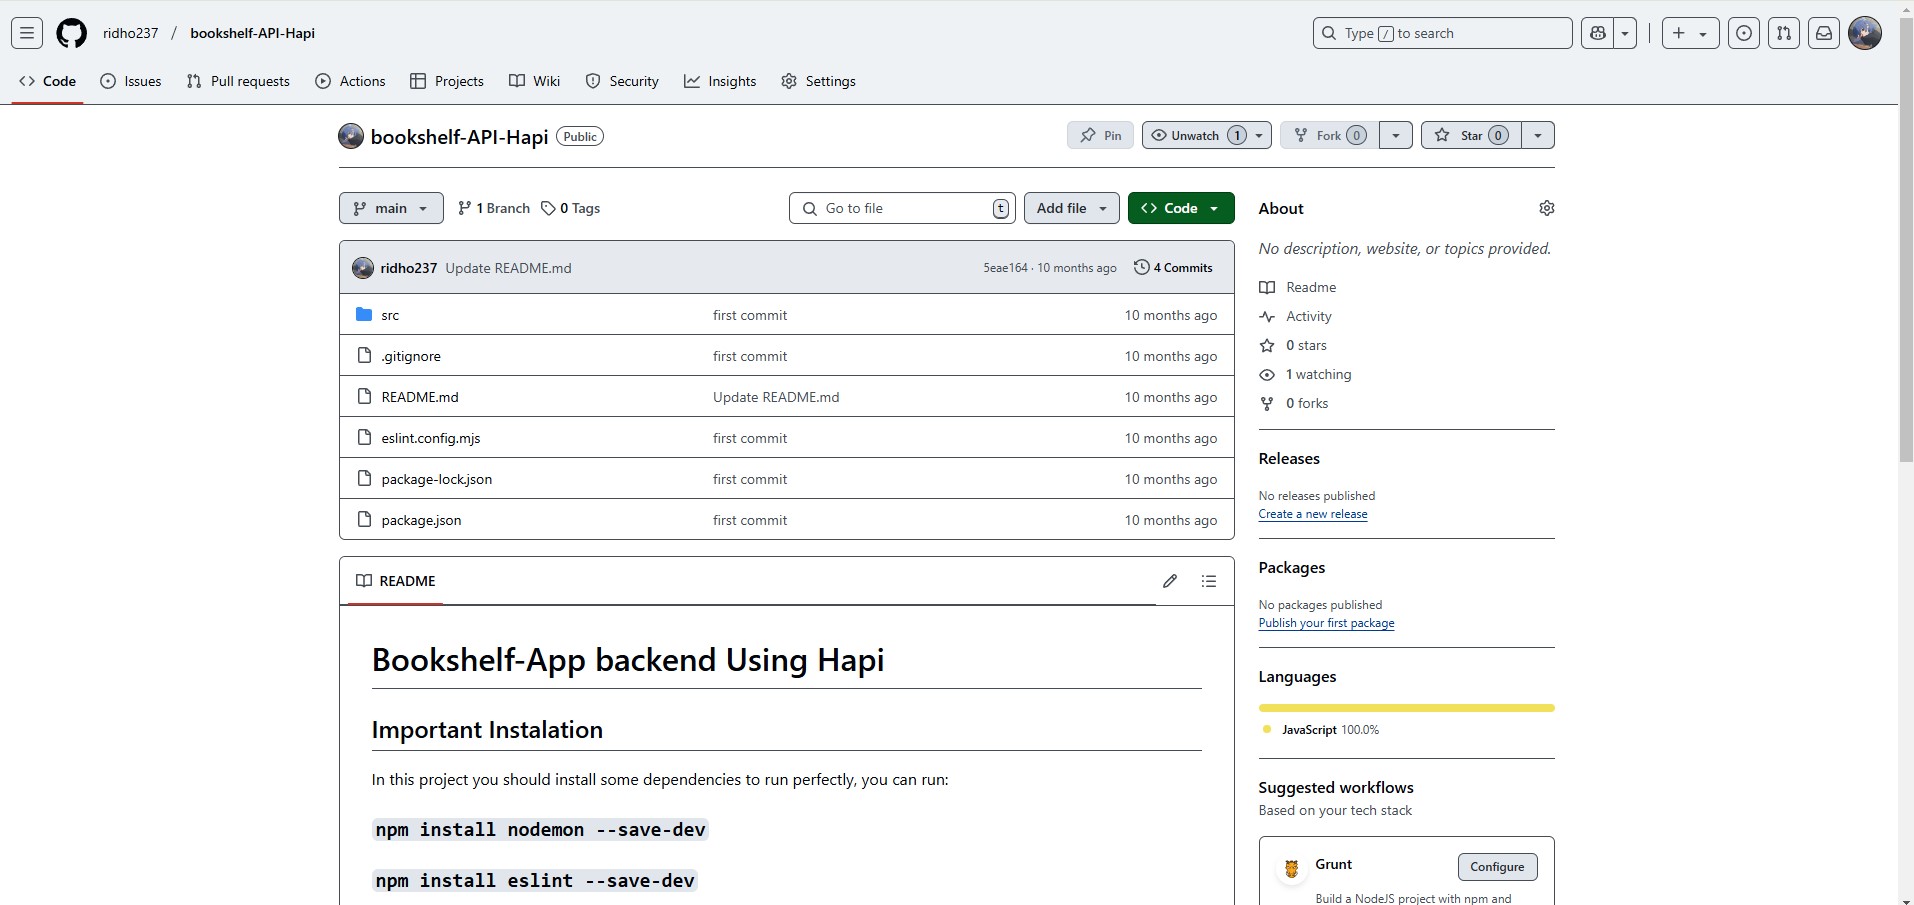 ridho237 / bookshelf-API-Hapi
Type / to search
Code Issues Pull requests Actions Projects Wiki Security Insights Settings
bookshelf-API-Hapi Public
Pin Unwatch 1 Fork 0 Star 0
main 1 Branch 0 Tags
Go to file t Add file Code
ridho237 Update README.md 5eae164 · 10 months ago 4 Commits
src first commit 10 months ago
.gitignore first commit 10 months ago
README.md Update README.md 10 months ago
eslint.config.mjs first commit 10 months ago
package-lock.json first commit 10 months ago
package.json first commit 10 months ago
README
Bookshelf-App backend Using Hapi
Important Instalation
In this project you should install some dependencies to run perfectly, you can run:
npm install nodemon --save-dev
npm install eslint --save-dev
About
No description, website, or topics provided.
Readme
Activity
0 stars
1 watching
0 forks
Releases
No releases published
Create a new release
Packages
No packages published
Publish your first package
Languages
JavaScript 100.0%
Suggested workflows
Based on your tech stack
Grunt Configure
Build a NodeJS project with npm and